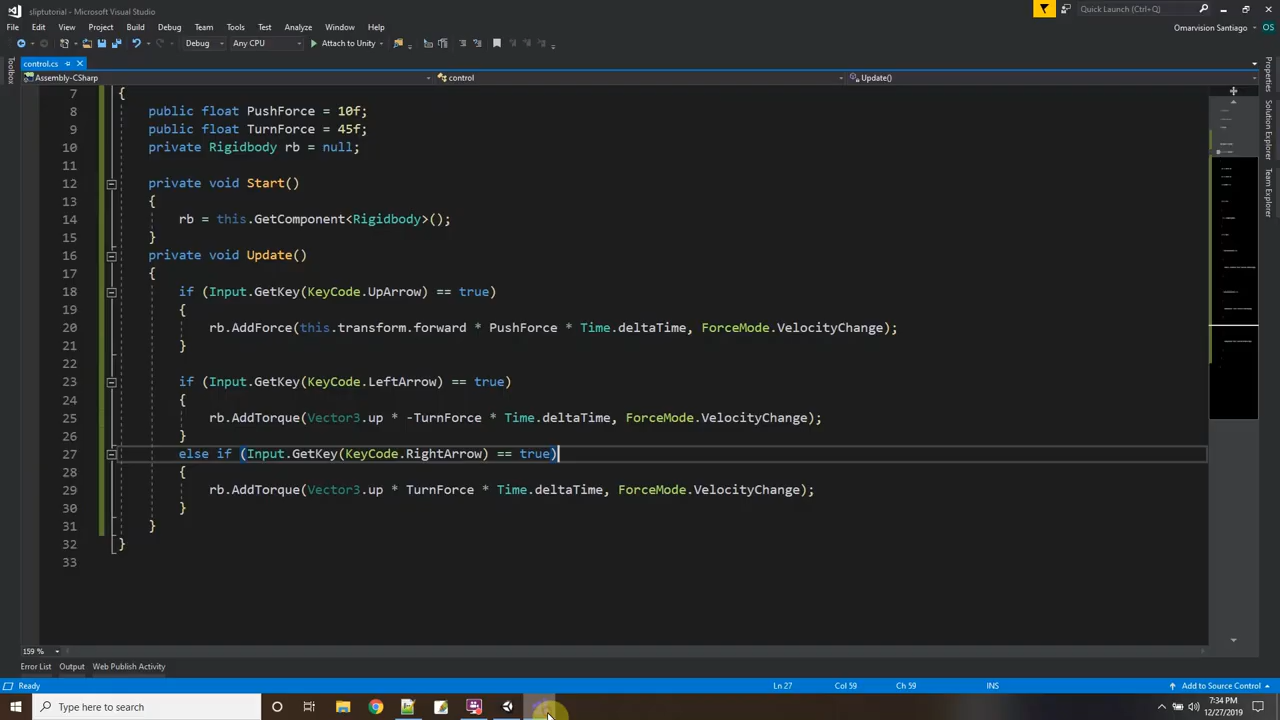 sliptutorial - Microsoft Visual Studio
Quick Launch (Ctrl+Q)
File Edit View Project Build Debug Team Tools Test Analyze Window Help
Omarvision Santiago OS
Debug Any CPU Attach to Unity
control.cs
Toolbox
Assembly-CSharp control Update()
7 {
8 public float PushForce = 10f;
9 public float TurnForce = 45f;
10 private Rigidbody rb = null;
11
12 private void Start()
13 {
14 rb = this.GetComponent<Rigidbody>();
15 }
16 private void Update()
17 {
18 if (Input.GetKey(KeyCode.UpArrow) == true)
19 {
20 rb.AddForce(this.transform.forward * PushForce * Time.deltaTime, ForceMode.VelocityChange);
21 }
22
23 if (Input.GetKey(KeyCode.LeftArrow) == true)
24 {
25 rb.AddTorque(Vector3.up * -TurnForce * Time.deltaTime, ForceMode.VelocityChange);
26 }
27 else if (Input.GetKey(KeyCode.RightArrow) == true)
28 {
29 rb.AddTorque(Vector3.up * TurnForce * Time.deltaTime, ForceMode.VelocityChange);
30 }
31 }
32 }
33
Properties
Solution Explorer
Team Explorer
159 %
Error List Output Web Publish Activity
Ready Ln 27 Col 59 Ch 59 INS Add to Source Control
Type here to search
7:34 PM
12/27/2019